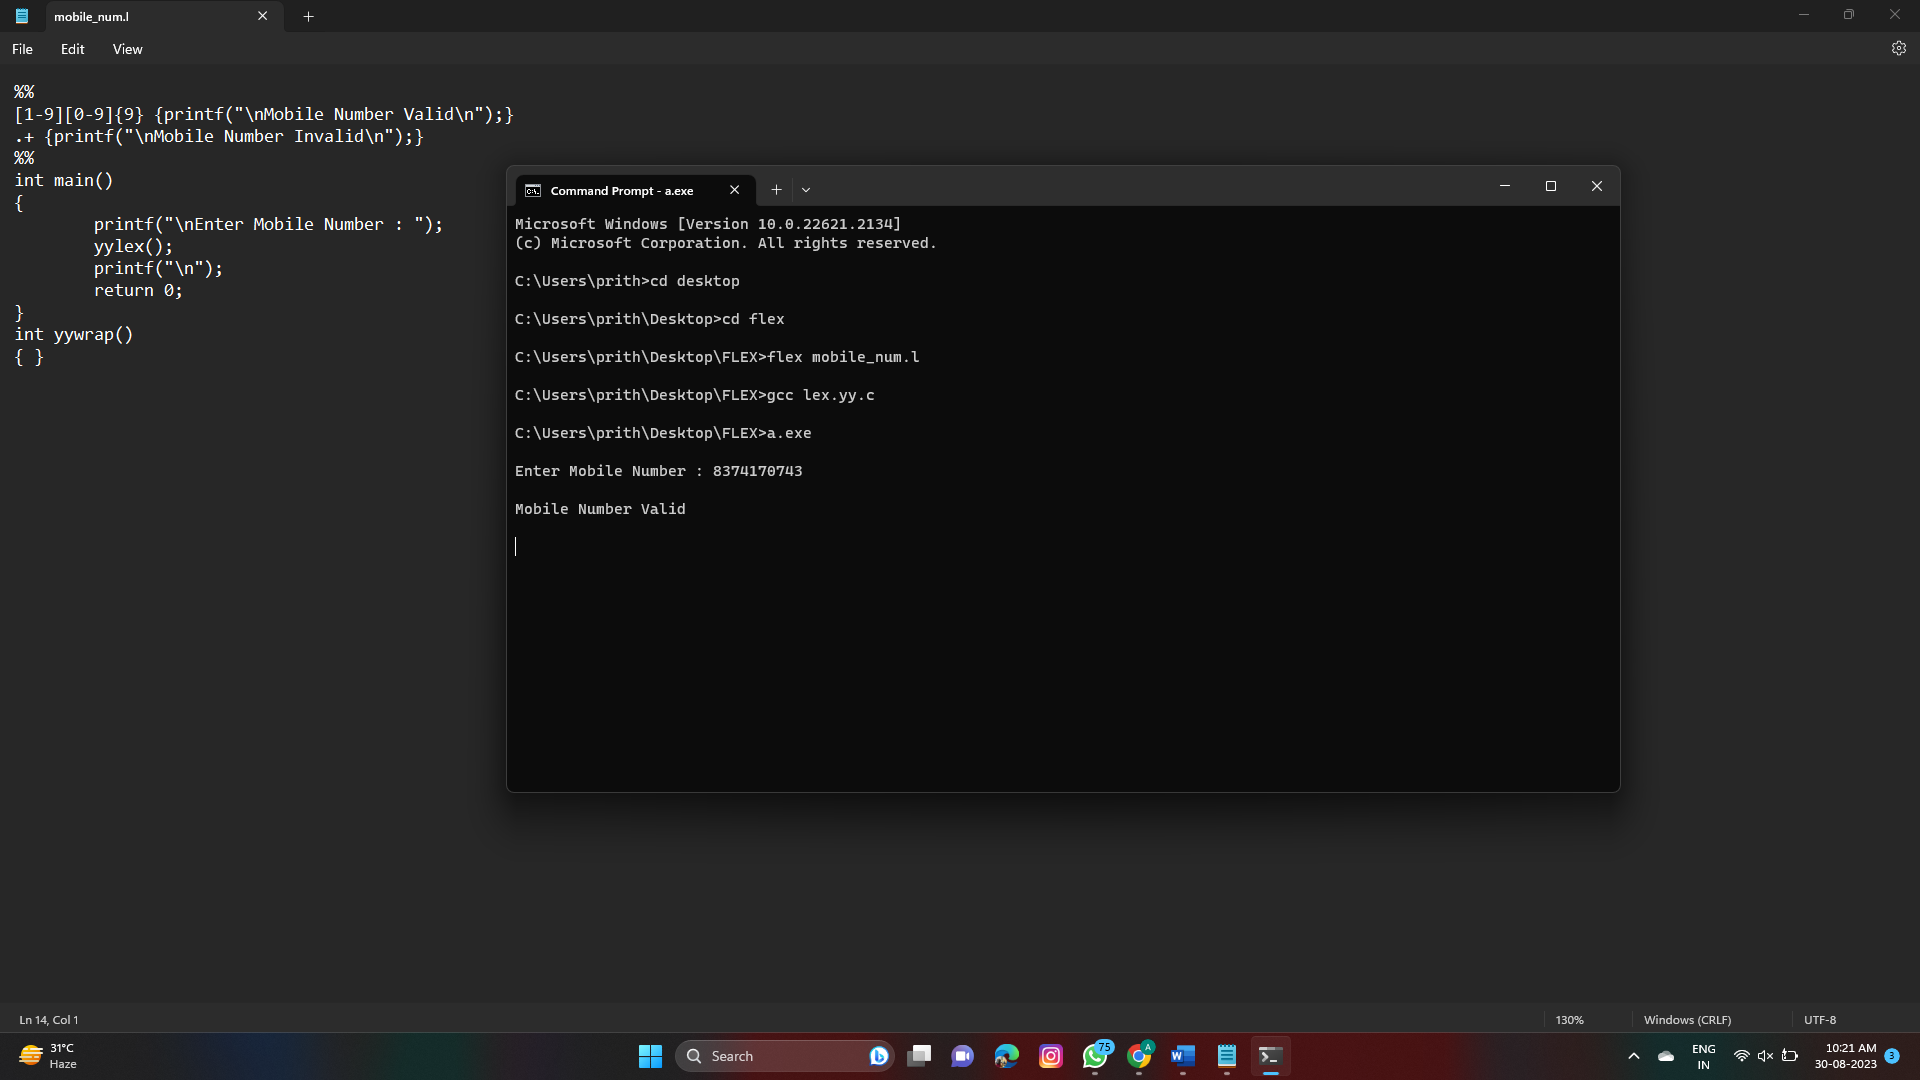 mobile_num.l
File Edit View
%%
[1-9][0-9]{9} {printf("\nMobile Number Valid\n");}
.+ {printf("\nMobile Number Invalid\n");}
%%
int main()
{
printf("\nEnter Mobile Number : ");
yylex();
printf("\n");
return 0;
}
int yywrap()
{ }
Command Prompt - a.exe
Microsoft Windows [Version 10.0.22621.2134]
(c) Microsoft Corporation. All rights reserved.
C:\Users\prith>cd desktop
C:\Users\prith\Desktop>cd flex
C:\Users\prith\Desktop\FLEX>flex mobile_num.l
C:\Users\prith\Desktop\FLEX>gcc lex.yy.c
C:\Users\prith\Desktop\FLEX>a.exe
Enter Mobile Number : 8374170743
Mobile Number Valid
Ln 14, Col 1 130% Windows (CRLF) UTF-8
31°C
Haze
Search
75
A
ENG
IN
10:21 AM
30-08-2023
3